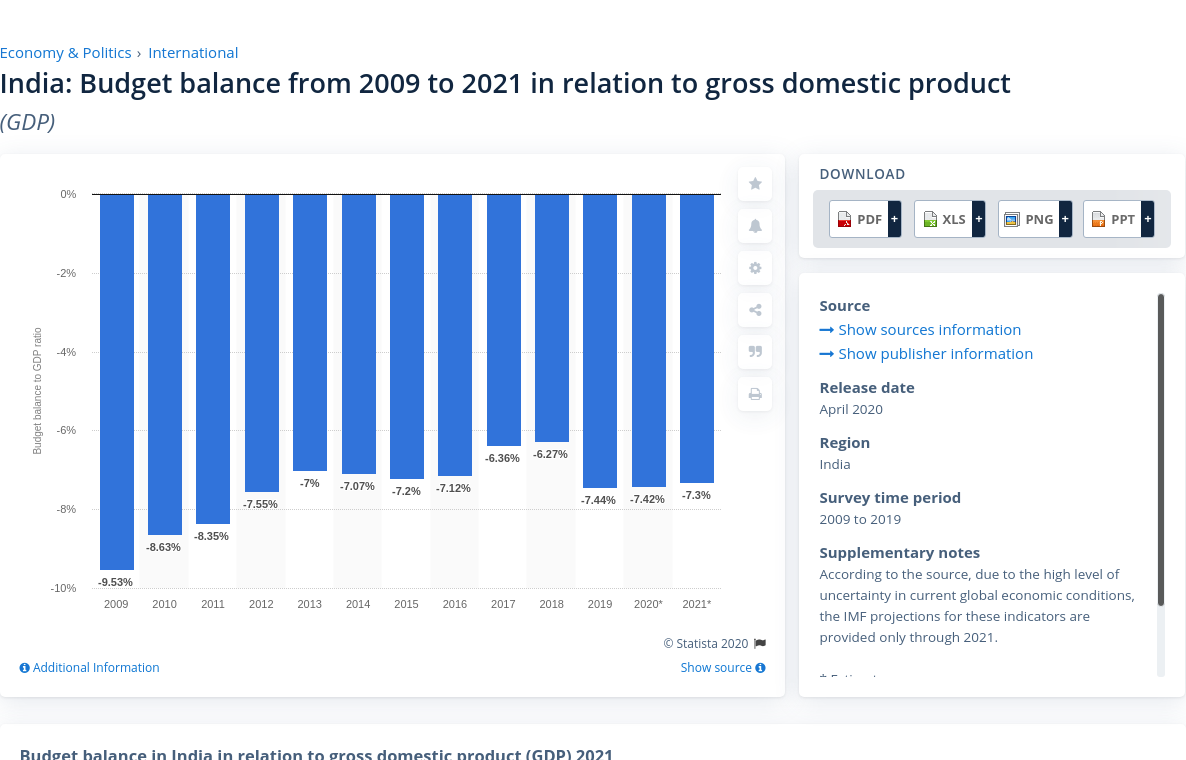 Economy & Politics › International
India: Budget balance from 2009 to 2021 in relation to gross domestic product
(GDP)
Budget balance to GDP ratio
0%
-2%
-4%
-6%
-8%
-10%
-9.53%
-8.63%
-8.35%
-7.55%
-7%
-7.07%
-7.2%
-7.12%
-6.36%
-6.27%
-7.44%
-7.42%
-7.3%
2009 2010 2011 2012 2013 2014 2015 2016 2017 2018 2019 2020* 2021*
© Statista 2020
Additional Information
Show source
DOWNLOAD
PDF + XLS + PNG + PPT +
Source
Show sources information
Show publisher information
Release date
April 2020
Region
India
Survey time period
2009 to 2019
Supplementary notes
According to the source, due to the high level of
uncertainty in current global economic conditions,
the IMF projections for these indicators are
provided only through 2021.
Budget balance in India in relation to gross domestic product (GDP) 2021